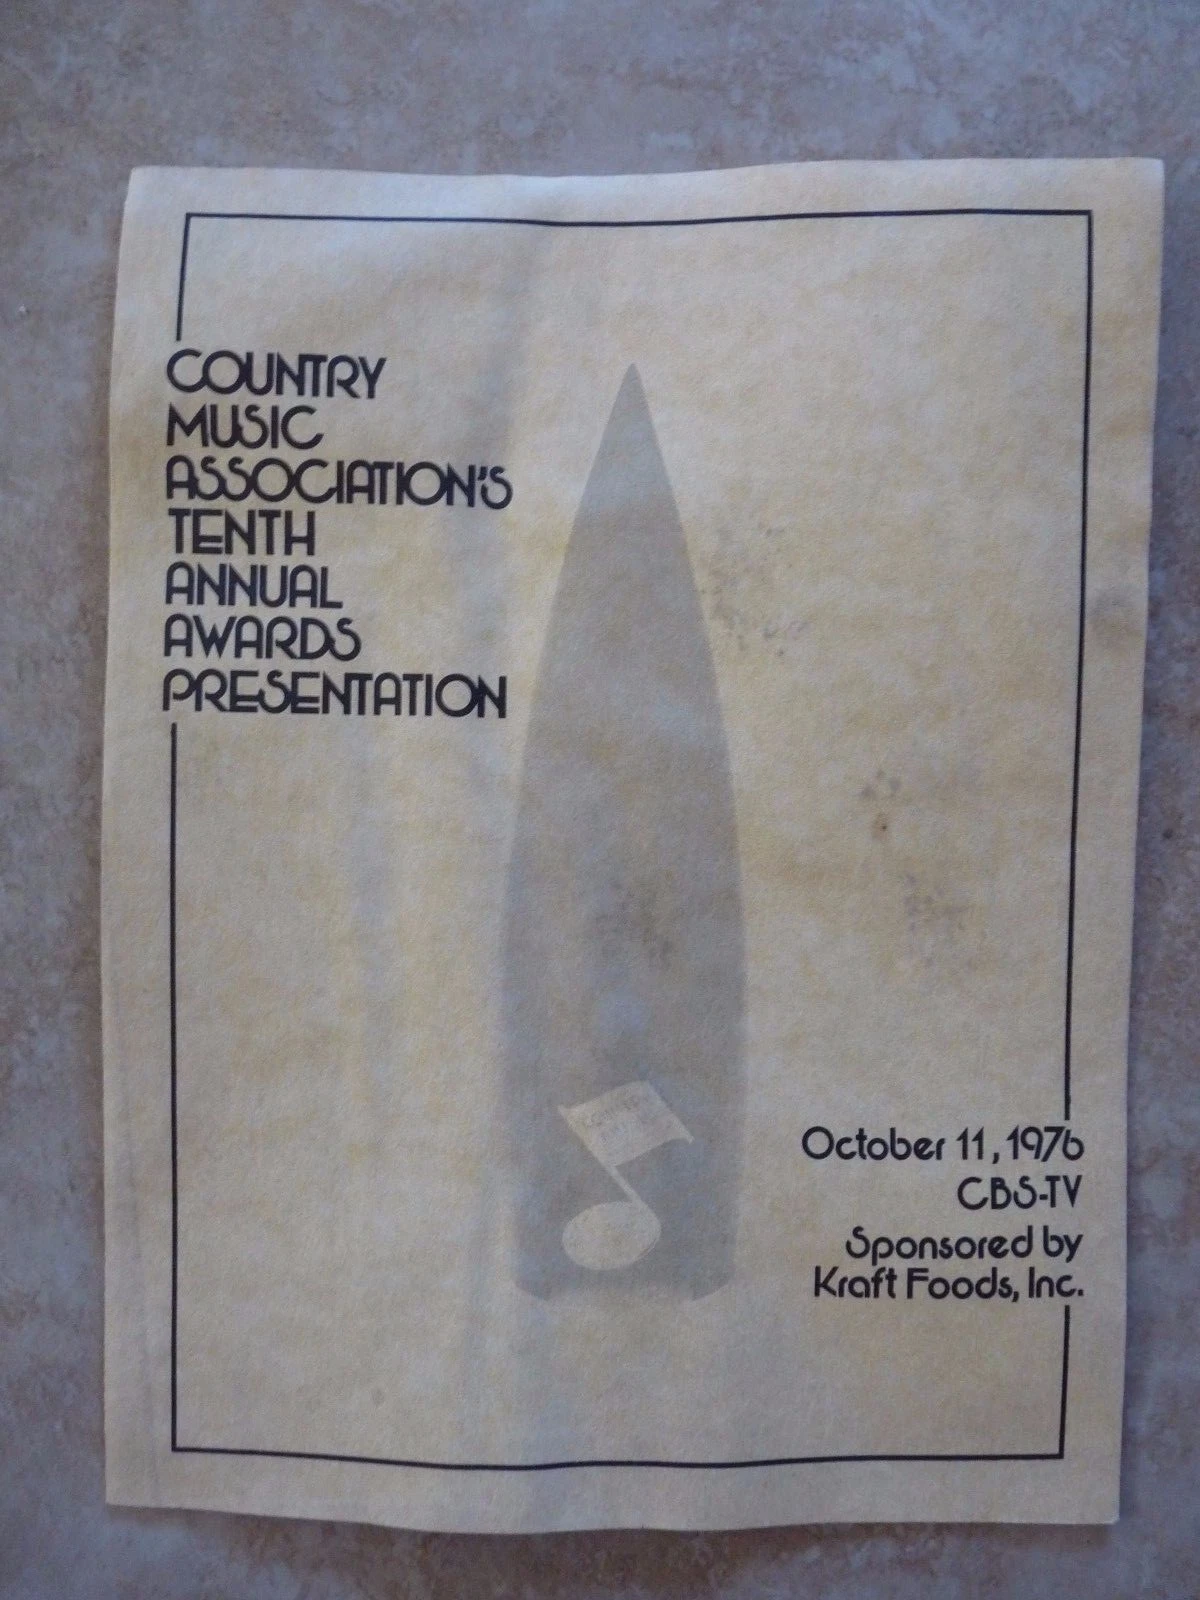 COUNTRY
MUSIC
ASSOCIATION'S
TENTH
ANNUAL
AWARDS
PRESENTATION
October 11, 1976
CBS-TV
Sponsored by
Kraft Foods, Inc.